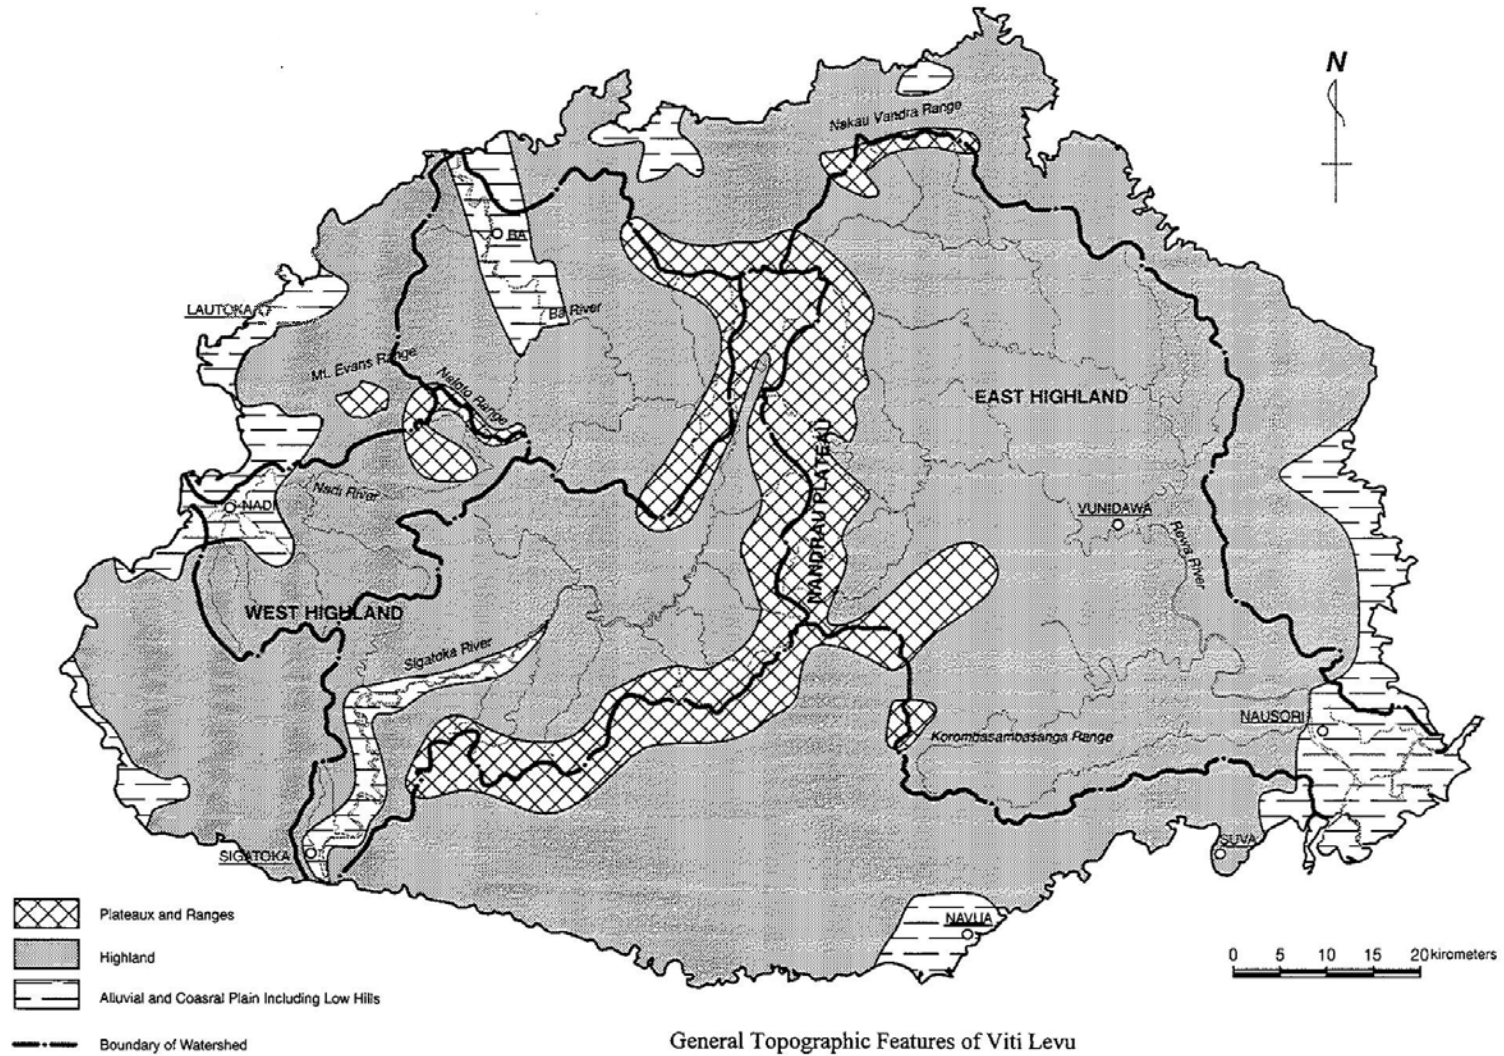 N
Nakau Vandra Range
BA
Ba River
LAUTOKA
Mt. Evans Range
Naloto Range
EAST HIGHLAND
NANDRAU PLATEAU
Nadi River
NADI
VUNIDAWA
Rewa River
WEST HIGHLAND
Sigatoka River
NAUSORI
Korombasambasanga Range
SIGATOKA
SUVA
NAVUA
Plateaux and Ranges
Highland
Alluvial and Coasral Plain Including Low Hills
Boundary of Watershed
0 5 10 15 20 kirometers
General Topographic Features of Viti Levu